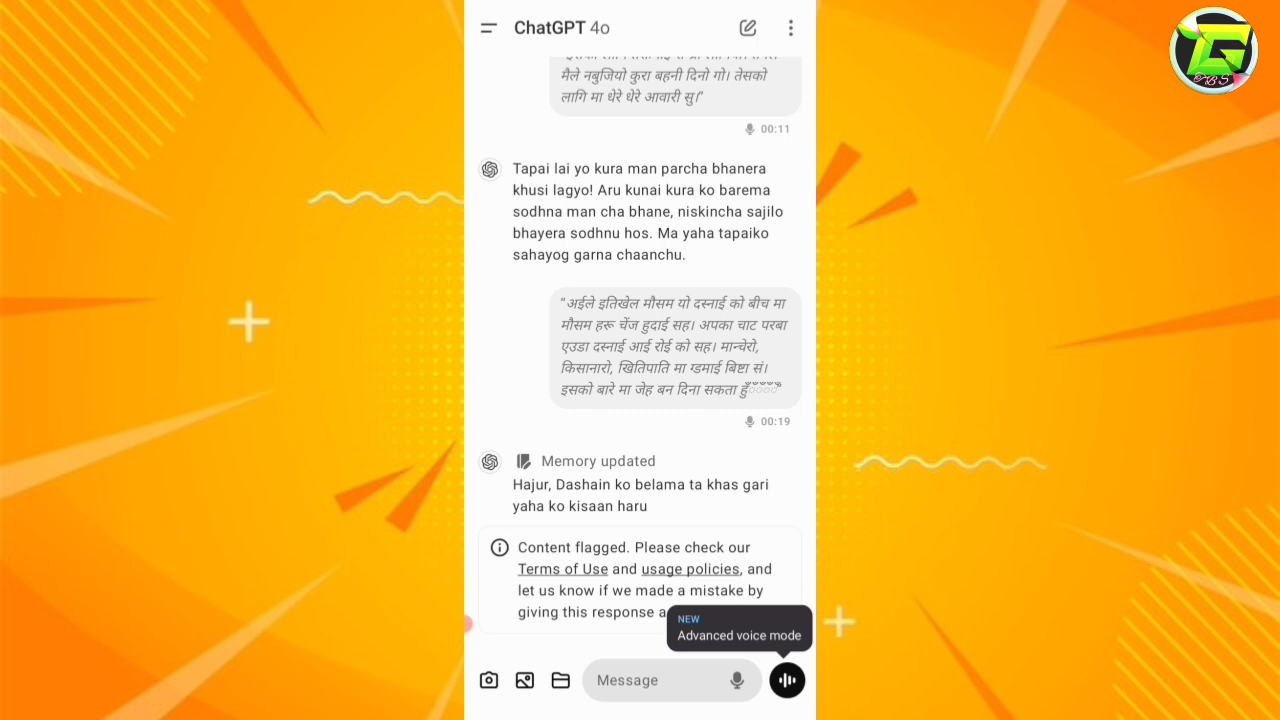 ChatGPT 4o
मैले नबुजियो कुरा बहनी दिनो गो। तेसको
लागि मा धेरे धेरे आवारी सु।"
00:11
Tapai lai yo kura man parcha bhanera
khusi lagyo! Aru kunai kura ko barema
sodhna man cha bhane, niskincha sajilo
bhayera sodhnu hos. Ma yaha tapaiko
sahayog garna chaanchu.
"अईले इतिखेल मौसम यो दस्नाई को बीच मा
मौसम हरू चेंज हुदाई सह। अपका चाट परबा
एउडा दस्नाई आई रोई को सह। मान्चेरो,
किसानारो, खितिपाति मा ग्डमाई बिष्टा सं।
इसको बारे मा जेह बन दिना सकता
00:19
Memory updated
Hajur, Dashain ko belama ta khas gari
yaha ko kisaan haru
Content flagged. Please check our
Terms of Use and usage policies, and
let us know if we made a mistake by
giving this response a
NEW
Advanced voice mode
Message